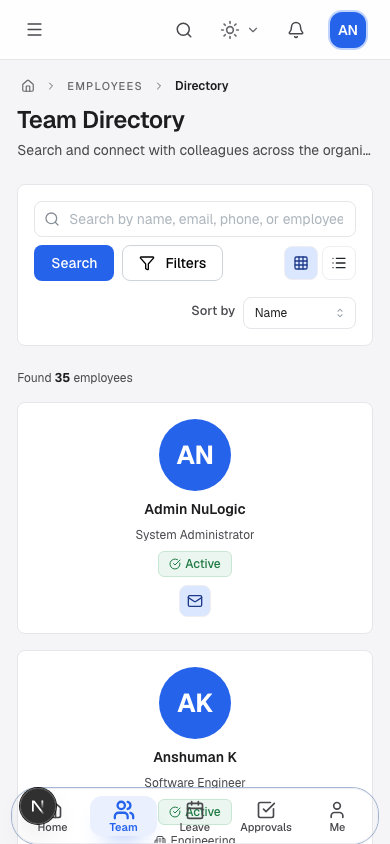 AN
EMPLOYEES
Directory
Team Directory
Search and connect with colleagues across the organi...
Search by name, email, phone, or employee
Search
Filters
Sort by
Name
Found 35 employees
AN
Admin NuLogic
System Administrator
Active
AK
Anshuman K
Software Engineer
Active
Engineering
N
Home
Team
Leave
Approvals
Me